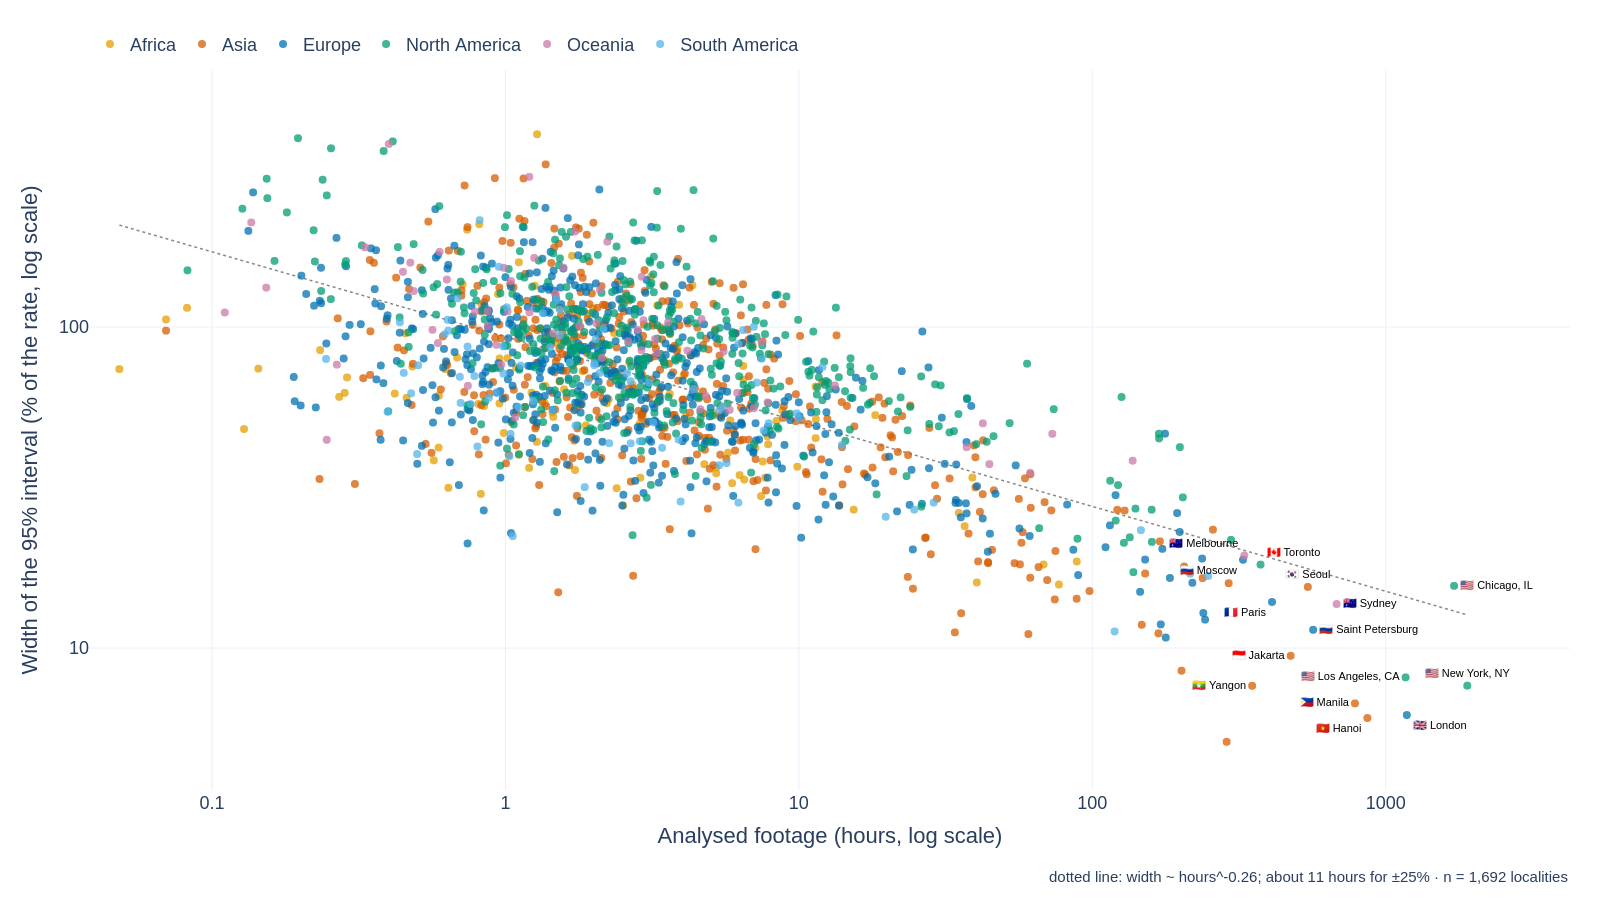 Africa Asia Europe North America Oceania South America
Width of the 95% interval (% of the rate, log scale)
100
10
Melbourne
Toronto
Moscow
Seoul
Chicago, IL
Sydney
Paris
Saint Petersburg
Jakarta
Los Angeles, CA
New York, NY
Yangon
Manila
London
Hanoi
0.1 1 10 100 1000
Analysed footage (hours, log scale)
dotted line: width ~ hours^-0.26; about 11 hours for ±25% · n = 1,692 localities